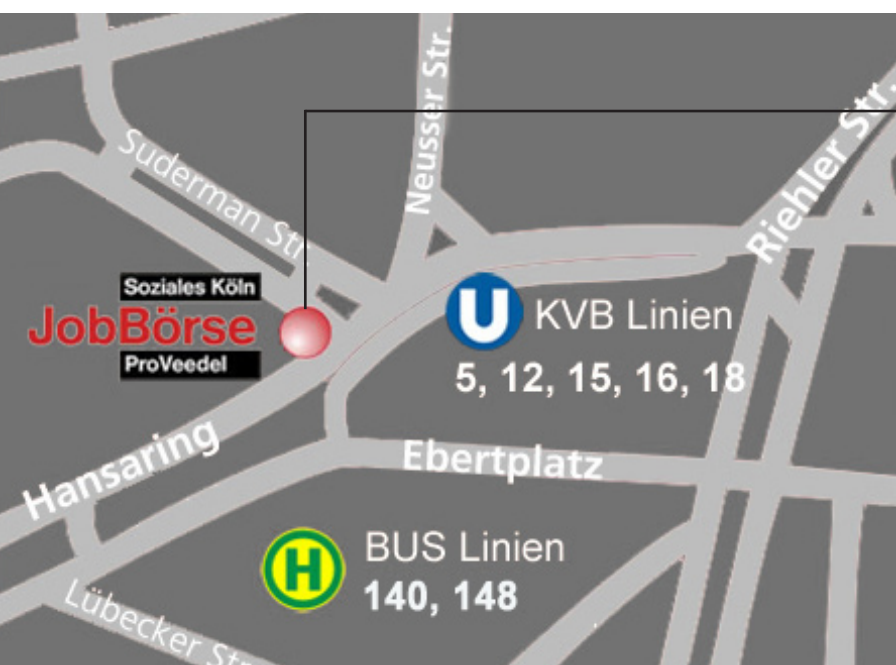 Neusser Str.
Riehler Str.
Suderman Str.
Soziales Köln
JobBörse
ProVeedel
U KVB Linien
5, 12, 15, 16, 18
Hansaring
Ebertplatz
H BUS Linien
140, 148
Lübecker Str.